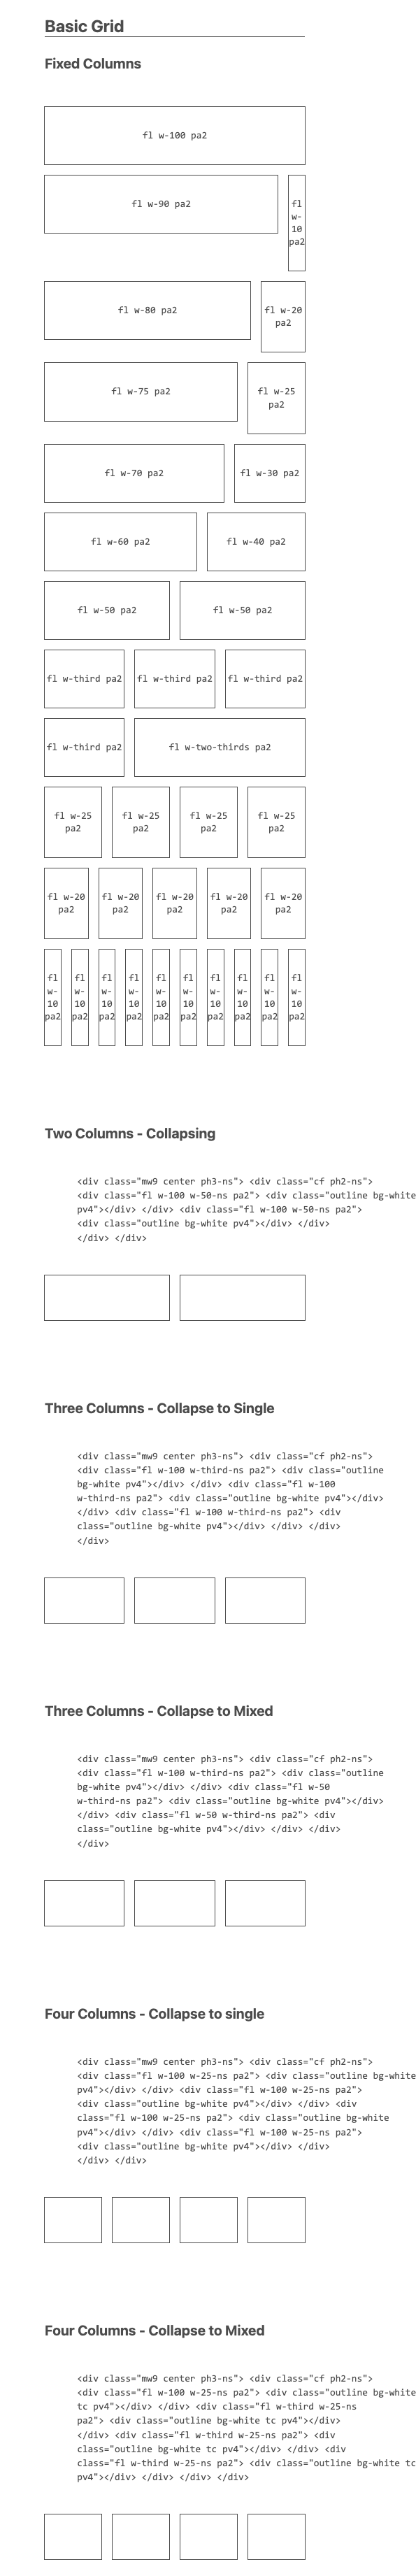 Basic Grid
Fixed Columns
fl w-100 pa2
fl w-90 pa2
fl
w-
10
pa2
fl w-80 pa2
fl w-20
pa2
fl w-75 pa2
fl w-25
pa2
fl w-70 pa2 fl w-30 pa2
fl w-60 pa2 fl w-40 pa2
fl w-50 pa2 fl w-50 pa2
fl w-third pa2 fl w-third pa2 fl w-third pa2
fl w-third pa2 fl w-two-thirds pa2
fl w-25 fl w-25 fl w-25 fl w-25
pa2 pa2 pa2 pa2
fl w-20 fl w-20 fl w-20 fl w-20 fl w-20
pa2 pa2 pa2 pa2 pa2
fl fl fl fl fl fl fl fl fl fl
w- w- w- w- w- w- w- w- w- w-
10 10 10 10 10 10 10 10 10 10
pa2 pa2 pa2 pa2 pa2 pa2 pa2 pa2 pa2 pa2
Two Columns - Collapsing
<div class="mw9 center ph3-ns"> <div class="cf ph2-ns">
<div class="fl w-100 w-50-ns pa2"> <div class="outline bg-white
pv4"></div> </div> <div class="fl w-100 w-50-ns pa2">
<div class="outline bg-white pv4"></div> </div>
</div> </div>
Three Columns - Collapse to Single
<div class="mw9 center ph3-ns"> <div class="cf ph2-ns">
<div class="fl w-100 w-third-ns pa2"> <div class="outline
bg-white pv4"></div> </div> <div class="fl w-100
w-third-ns pa2"> <div class="outline bg-white pv4"></div>
</div> <div class="fl w-100 w-third-ns pa2"> <div
class="outline bg-white pv4"></div> </div> </div>
</div>
Three Columns - Collapse to Mixed
<div class="mw9 center ph3-ns"> <div class="cf ph2-ns">
<div class="fl w-100 w-third-ns pa2"> <div class="outline
bg-white pv4"></div> </div> <div class="fl w-50
w-third-ns pa2"> <div class="outline bg-white pv4"></div>
</div> <div class="fl w-50 w-third-ns pa2"> <div
class="outline bg-white pv4"></div> </div> </div>
</div>
Four Columns - Collapse to single
<div class="mw9 center ph3-ns"> <div class="cf ph2-ns">
<div class="fl w-100 w-25-ns pa2"> <div class="outline bg-white
pv4"></div> </div> <div class="fl w-100 w-25-ns pa2">
<div class="outline bg-white pv4"></div> </div> <div
class="fl w-100 w-25-ns pa2"> <div class="outline bg-white
pv4"></div> </div> <div class="fl w-100 w-25-ns pa2">
<div class="outline bg-white pv4"></div> </div>
</div> </div>
Four Columns - Collapse to Mixed
<div class="mw9 center ph3-ns"> <div class="cf ph2-ns">
<div class="fl w-100 w-25-ns pa2"> <div class="outline bg-white
tc pv4"></div> </div> <div class="fl w-third w-25-ns
pa2"> <div class="outline bg-white tc pv4"></div>
</div> <div class="fl w-third w-25-ns pa2"> <div
class="outline bg-white tc pv4"></div> </div> <div
class="fl w-third w-25-ns pa2"> <div class="outline bg-white tc
pv4"></div> </div> </div> </div>